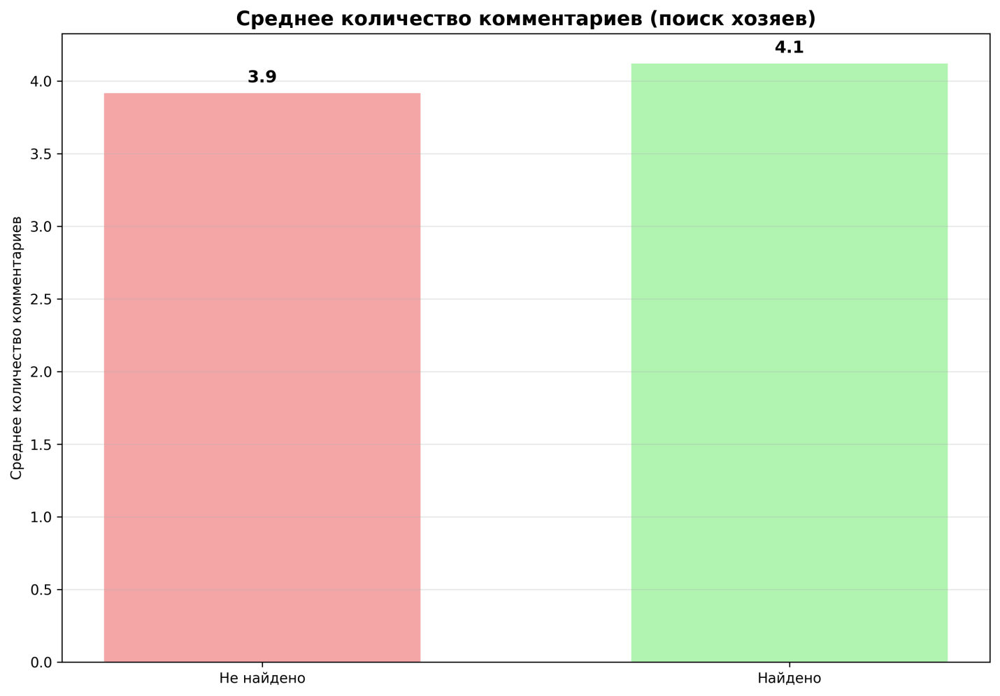 Среднее количество комментариев (поиск хозяев)
Среднее количество комментариев
4.0
3.5
3.0
2.5
2.0
1.5
1.0
0.5
0.0
3.9
4.1
Не найдено
Найдено